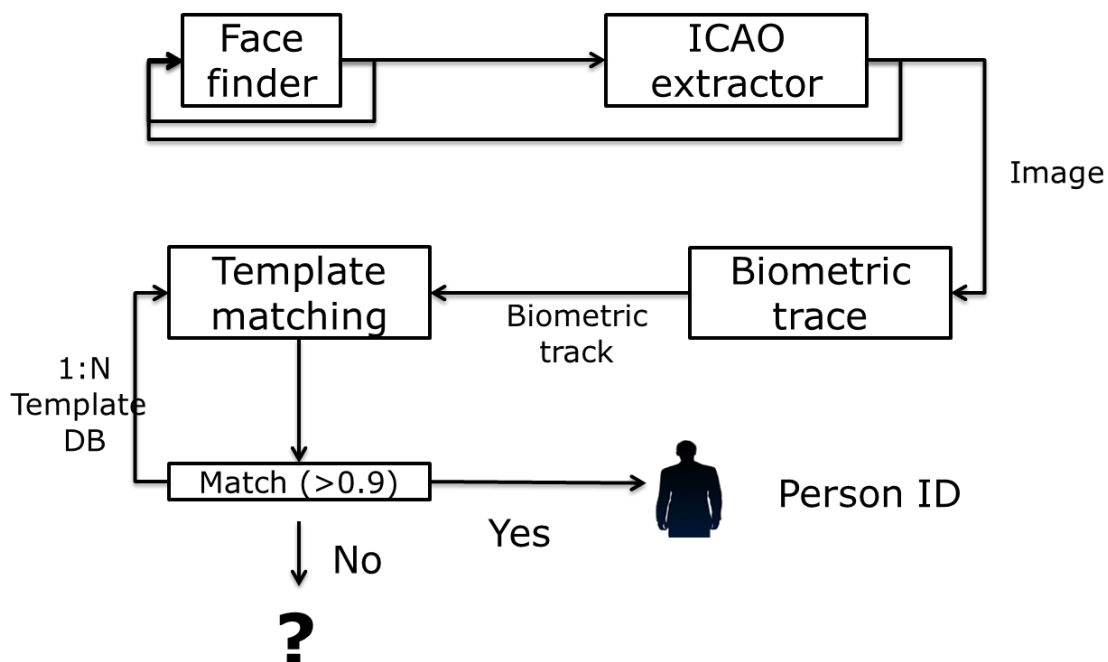 Face
finder
ICAO
extractor
Image
Template
matching
Biometric
trace
Biometric
track
1:N
Template
DB
Match (>0.9)
Person ID
Yes
No
?